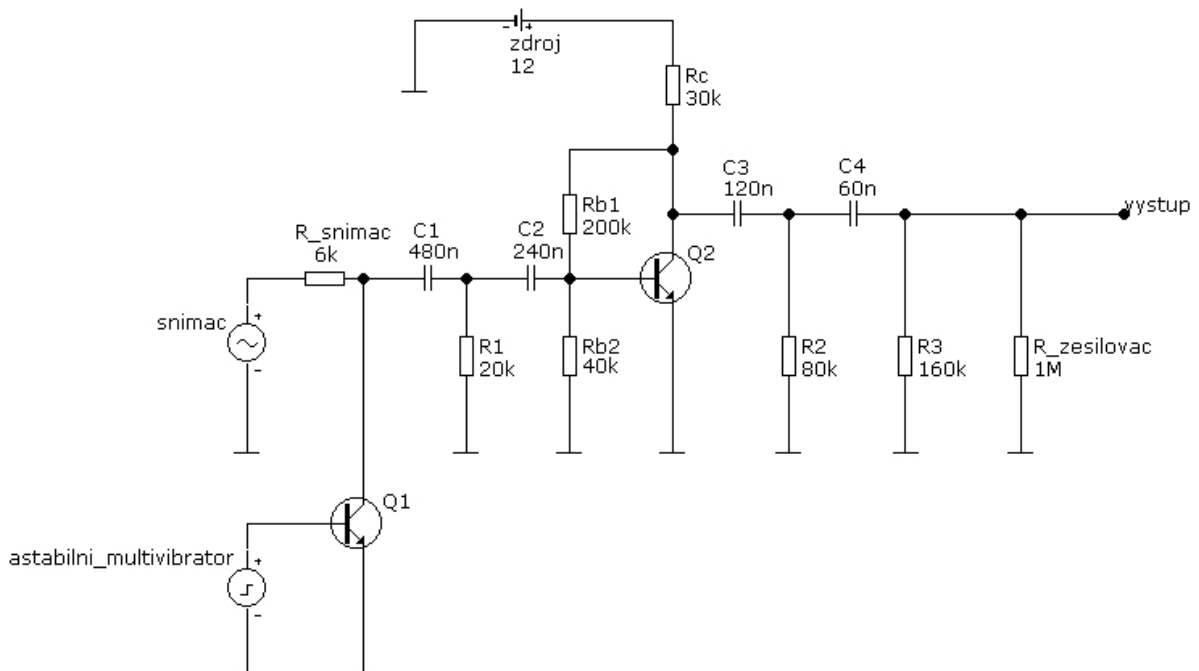 - +
zdroj
12
Rc
30k
C3
120n
C4
60n
vystup
Rb1
200k
R_snimac
6k
C1
480n
C2
240n
Q2
snimac
+
-
R1
20k
Rb2
40k
R2
80k
R3
160k
R_zesilovac
1M
Q1
astabilni_multivibrator
+
-